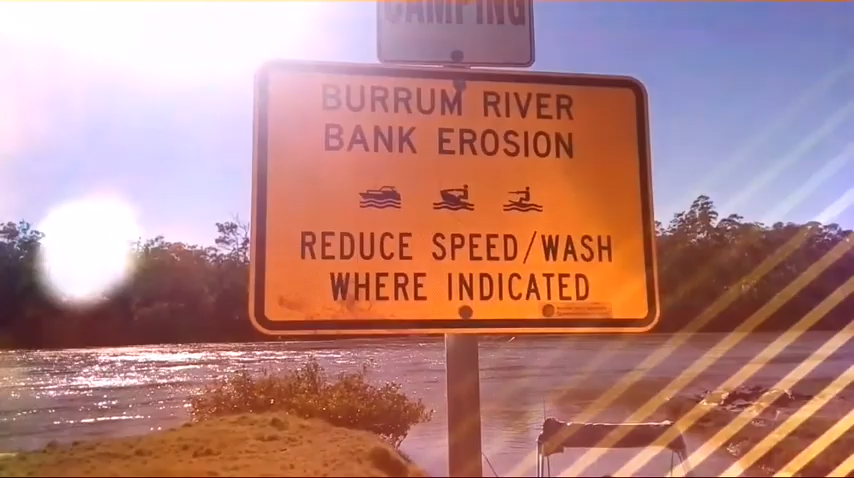 CAMPING
BURRUM RIVER
BANK EROSION
REDUCE SPEED/WASH
WHERE INDICATED